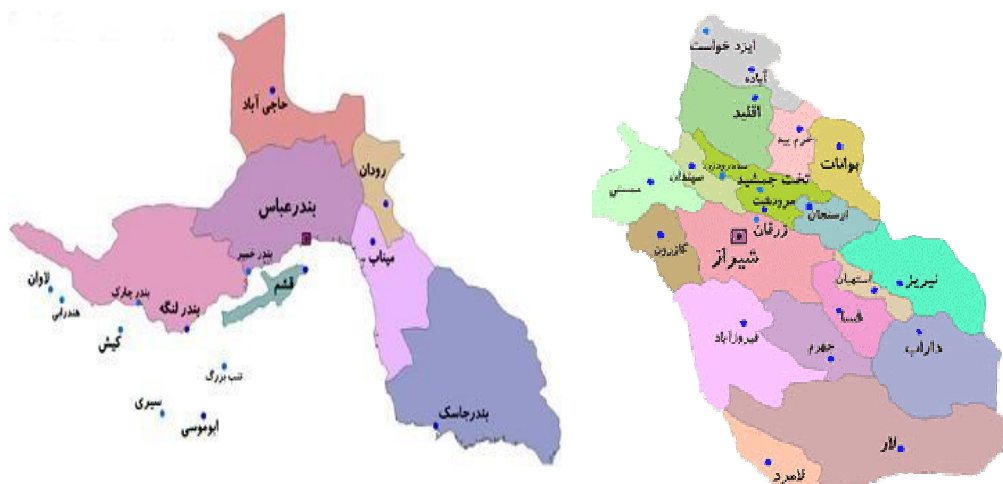 حاجی آباد
رودان
بندرعباس
میناب
بندر خمیر
قشم
لاوان
هندرابی
بندر چارک
بندر لنگه
کیش
تنب بزرگ
سیری
ابوموسی
بندرجاسک
ایزد خواست
آباده
اقلید
خرم بید
بوانات
سپیدان
تخت جمشید
ممسنی
مرودشت
ارسنجان
زرقان
کازرون
شیراز
استهبان
نیریز
فسا
فیروزآباد
جهرم
داراب
لار
لامرد